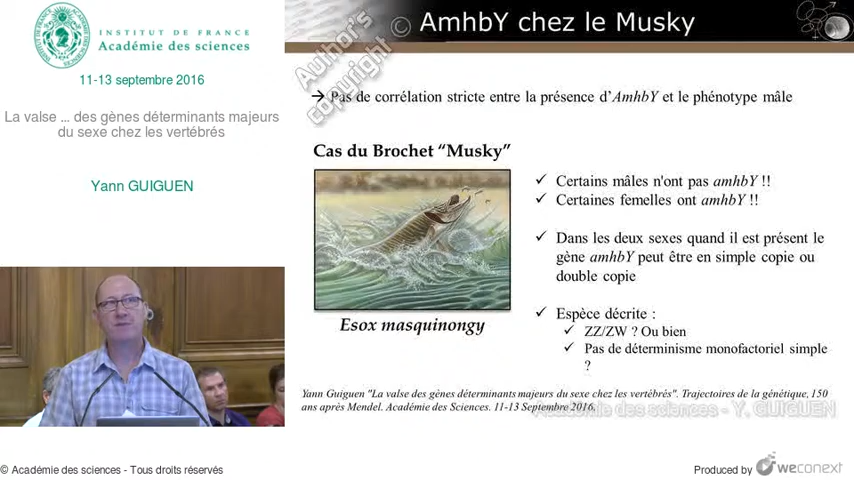 INSTITUT DE FRANCE
Académie des sciences
11-13 septembre 2016
La valse ... des gènes déterminants majeurs
du sexe chez les vertébrés
Yann GUIGUEN
AmhbY chez le Musky
Author's
© copyright
→ Pas de corrélation stricte entre la présence d'AmhbY et le phénotype mâle
Cas du Brochet “Musky”
✓ Certains mâles n'ont pas amhbY !!
✓ Certaines femelles ont amhbY !!
✓ Dans les deux sexes quand il est présent le
gène amhbY peut être en simple copie ou
double copie
✓ Espèce décrite :
✓ ZZ/ZW ? Ou bien
✓ Pas de déterminisme monofactoriel simple
?
Esox masquinongy
Yann Guiguen "La valse des gènes déterminants majeurs du sexe chez les vertébrés". Trajectoires de la génétique, 150
ans après Mendel. Académie des Sciences. 11-13 Septembre 2016.
Académie des sciences - Y. GUIGUEN
© Académie des sciences - Tous droits réservés
Produced by weconext